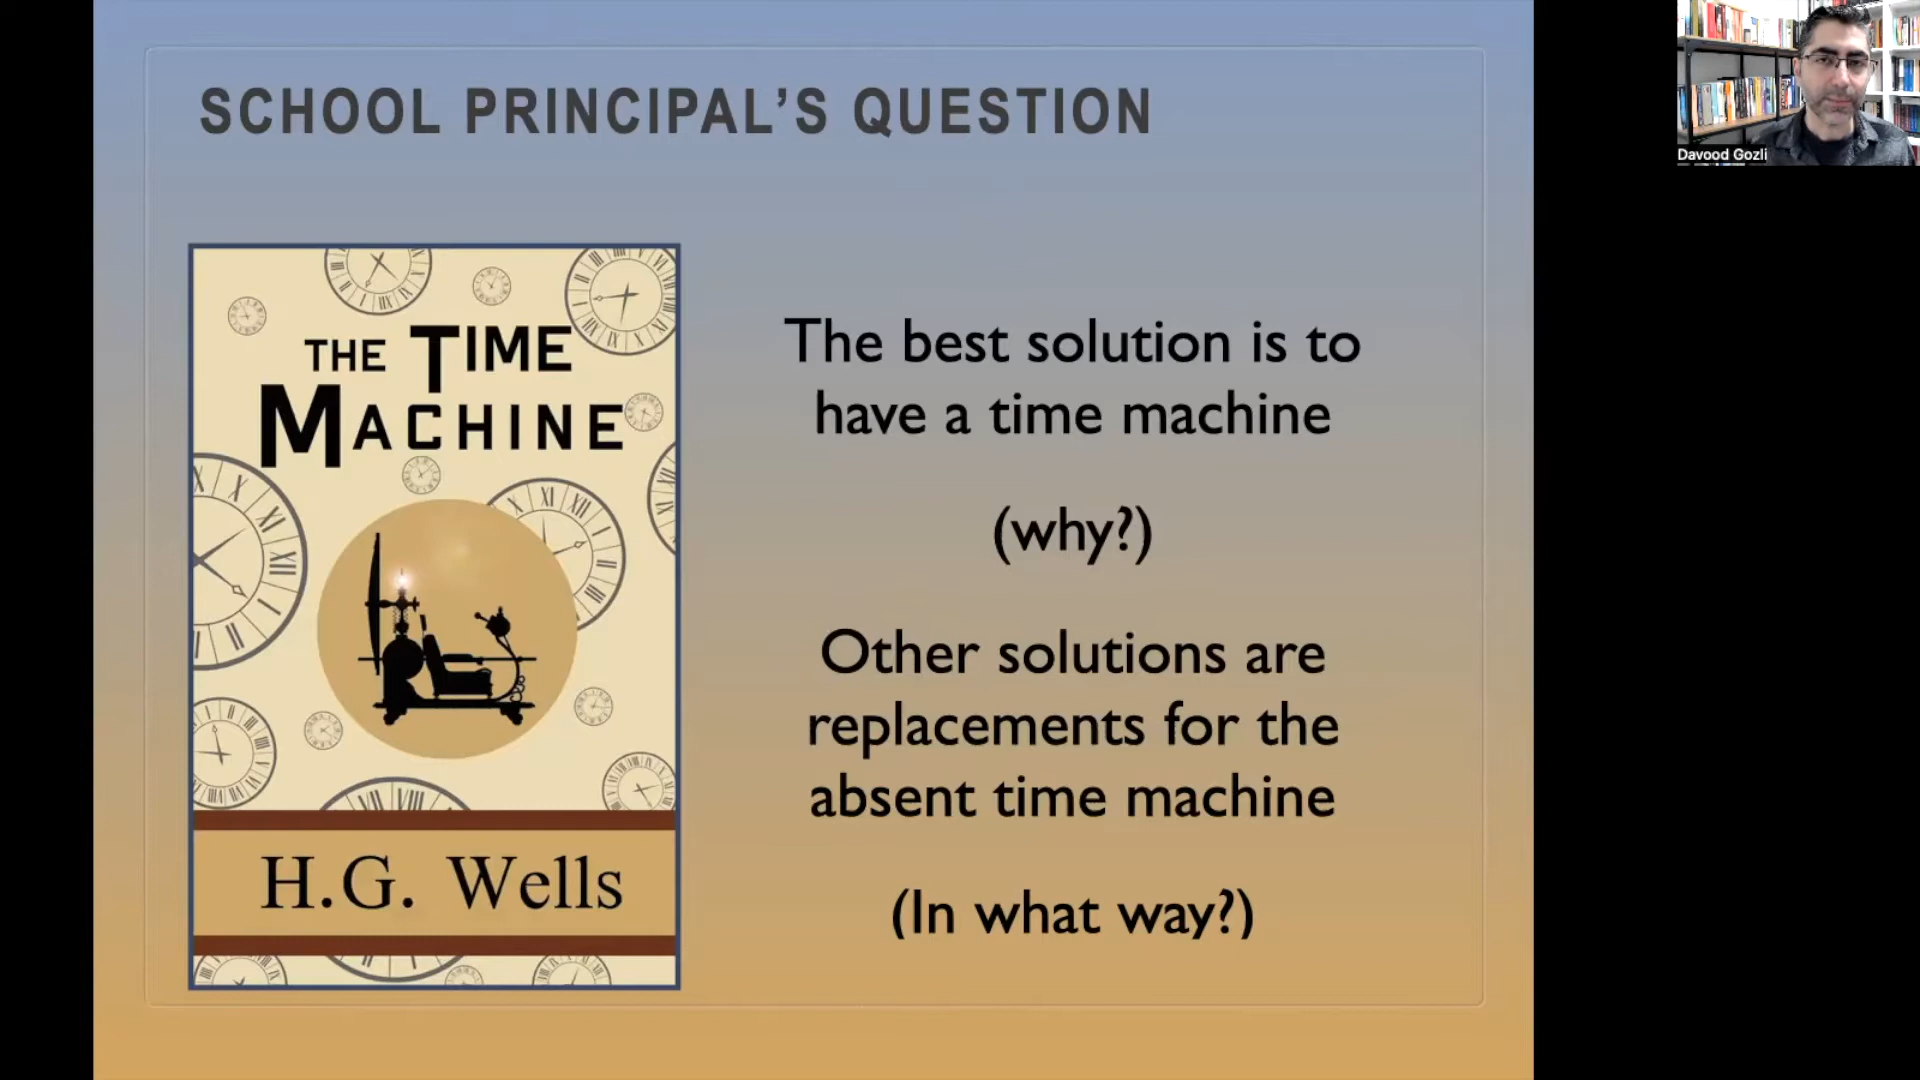 SCHOOL PRINCIPAL'S QUESTION
THE TIME
MACHINE
H.G. Wells
The best solution is to
have a time machine
(why?)
Other solutions are
replacements for the
absent time machine
(In what way?)
Davood Gozli